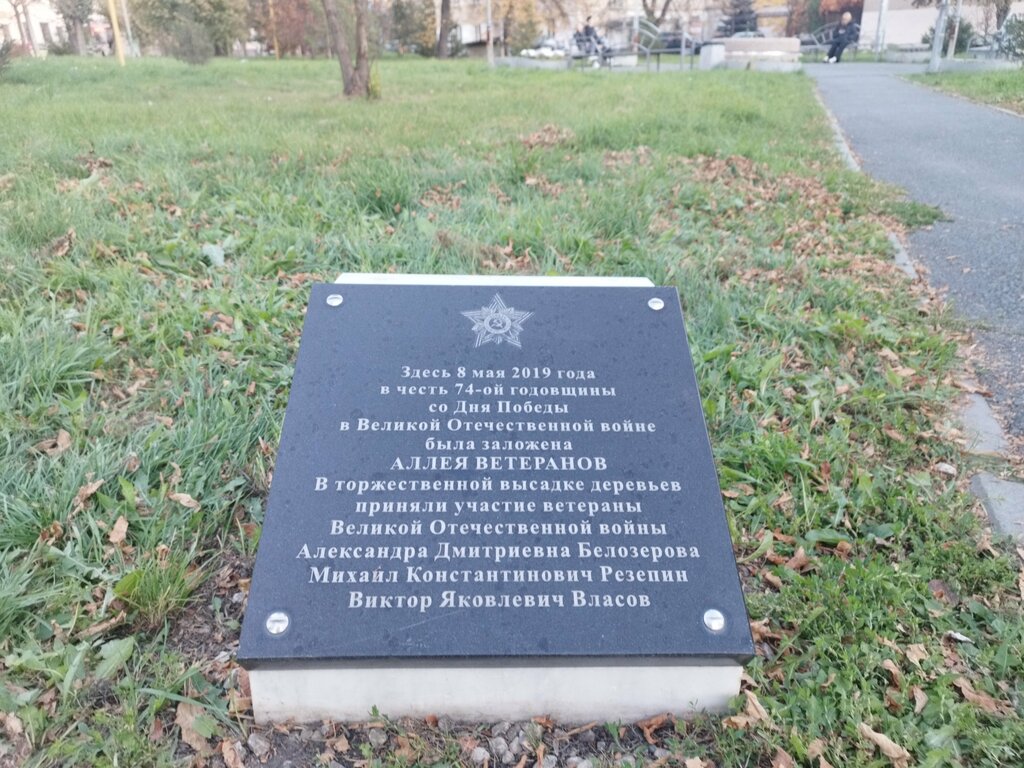 Здесь 8 мая 2019 года
в честь 74-ой годовщины
со Дня Победы
в Великой Отечественной войне
была заложена
АЛЛЕЯ ВЕТЕРАНОВ
В торжественной высадке деревьев
приняли участие ветераны
Великой Отечественной войны
Александра Дмитриевна Белозерова
Михаил Константинович Резепин
Виктор Яковлевич Власов